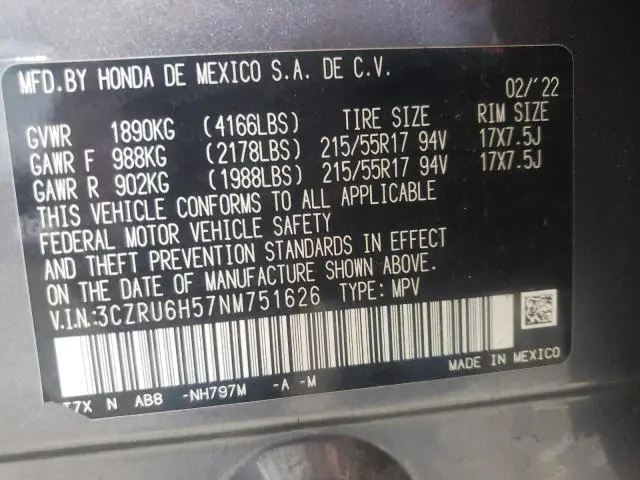 MFD.BY HONDA DE MEXICO S.A. DE C.V.
02/'22
GVWR 1890KG (4166LBS) TIRE SIZE RIM SIZE
GAWR F 988KG (2178LBS) 215/55R17 94V 17X7.5J
GAWR R 902KG (1988LBS) 215/55R17 94V 17X7.5J
THIS VEHICLE CONFORMS TO ALL APPLICABLE
FEDERAL MOTOR VEHICLE SAFETY
AND THEFT PREVENTION STANDARDS IN EFFECT
ON THE DATE OF MANUFACTURE SHOWN ABOVE.
V.I.N.:3CZRU6H57NM751626 TYPE: MPV
MADE IN MEXICO
T7X N AB8 -NH797M -A -M